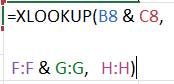 =XLOOKUP(B8 & C8,
F:F & G:G, H:H)